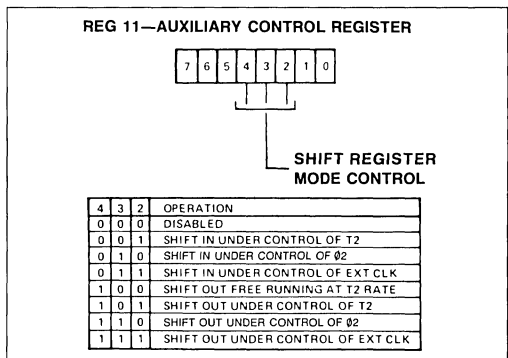 REG 11—AUXILIARY CONTROL REGISTER
7 6 5 4 3 2 1 0
SHIFT REGISTER
MODE CONTROL
4 3 2 OPERATION
0 0 0 DISABLED
0 0 1 SHIFT IN UNDER CONTROL OF T2
0 1 0 SHIFT IN UNDER CONTROL OF Ø2
0 1 1 SHIFT IN UNDER CONTROL OF EXT CLK
1 0 0 SHIFT OUT FREE RUNNING AT T2 RATE
1 0 1 SHIFT OUT UNDER CONTROL OF T2
1 1 0 SHIFT OUT UNDER CONTROL OF Ø2
1 1 1 SHIFT OUT UNDER CONTROL OF EXT CLK